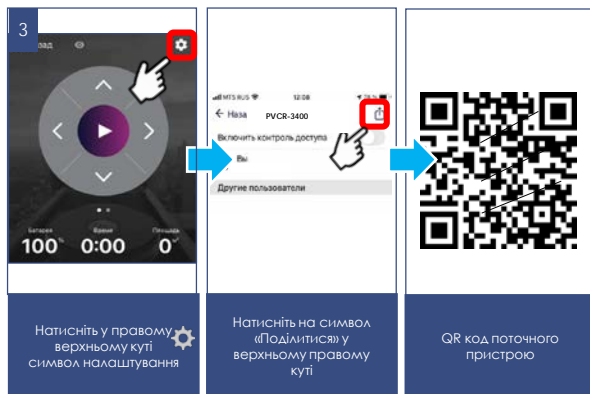 3
зад
Батарея
Время
Площадь
100%
0:00
0
MTS RUS
12:08
78 %
Наза
PVCR-3400
Включить контроль доступа
Вы
Другие пользователи
Натисніть у правому
верхньому куті
символ налаштування
Натисніть на символ
«Поділитися» у
верхньому правому
куті
QR код поточного
пристрою